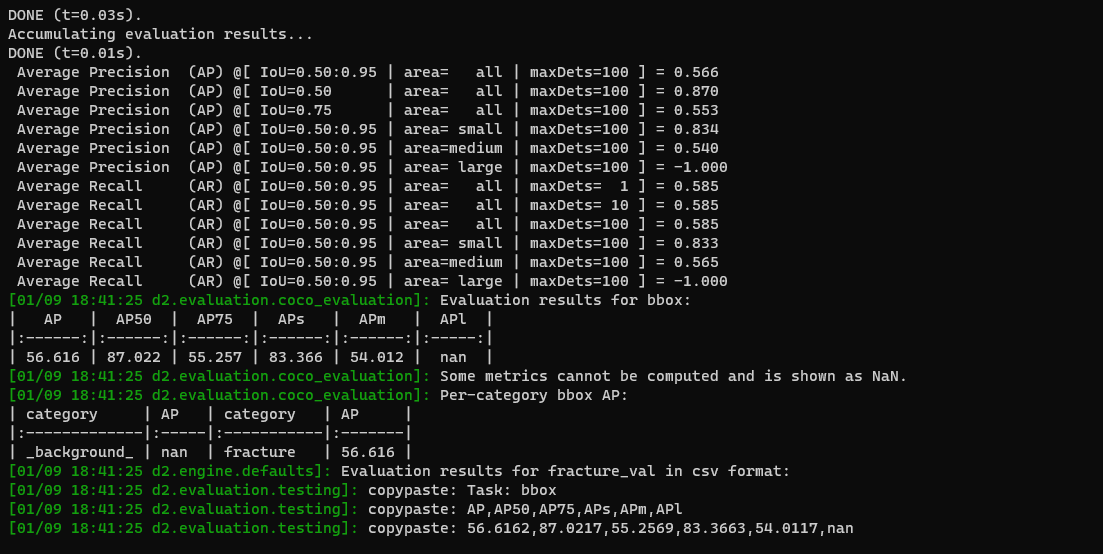 DONE (t=0.03s).
Accumulating evaluation results...
DONE (t=0.01s).
 Average Precision  (AP) @[ IoU=0.50:0.95 | area=   all | maxDets=100 ] = 0.566
 Average Precision  (AP) @[ IoU=0.50      | area=   all | maxDets=100 ] = 0.870
 Average Precision  (AP) @[ IoU=0.75      | area=   all | maxDets=100 ] = 0.553
 Average Precision  (AP) @[ IoU=0.50:0.95 | area= small | maxDets=100 ] = 0.834
 Average Precision  (AP) @[ IoU=0.50:0.95 | area=medium | maxDets=100 ] = 0.540
 Average Precision  (AP) @[ IoU=0.50:0.95 | area= large | maxDets=100 ] = -1.000
 Average Recall     (AR) @[ IoU=0.50:0.95 | area=   all | maxDets=  1 ] = 0.585
 Average Recall     (AR) @[ IoU=0.50:0.95 | area=   all | maxDets= 10 ] = 0.585
 Average Recall     (AR) @[ IoU=0.50:0.95 | area=   all | maxDets=100 ] = 0.585
 Average Recall     (AR) @[ IoU=0.50:0.95 | area= small | maxDets=100 ] = 0.833
 Average Recall     (AR) @[ IoU=0.50:0.95 | area=medium | maxDets=100 ] = 0.565
 Average Recall     (AR) @[ IoU=0.50:0.95 | area= large | maxDets=100 ] = -1.000
[01/09 18:41:25 d2.evaluation.coco_evaluation]: Evaluation results for bbox:
|   AP   |  AP50  |  AP75  |  APs   |  APm   |  APl  |
|:------:|:------:|:------:|:------:|:------:|:-----:|
| 56.616 | 87.022 | 55.257 | 83.366 | 54.012 |  nan  |
[01/09 18:41:25 d2.evaluation.coco_evaluation]: Some metrics cannot be computed and is shown as NaN.
[01/09 18:41:25 d2.evaluation.coco_evaluation]: Per-category bbox AP:
| category     | AP   | category   | AP     |
|:-------------|:-----|:-----------|:-------|
| _background_ | nan  | fracture   | 56.616 |
[01/09 18:41:25 d2.engine.defaults]: Evaluation results for fracture_val in csv format:
[01/09 18:41:25 d2.evaluation.testing]: copypaste: Task: bbox
[01/09 18:41:25 d2.evaluation.testing]: copypaste: AP,AP50,AP75,APs,APm,APl
[01/09 18:41:25 d2.evaluation.testing]: copypaste: 56.6162,87.0217,55.2569,83.3663,54.0117,nan